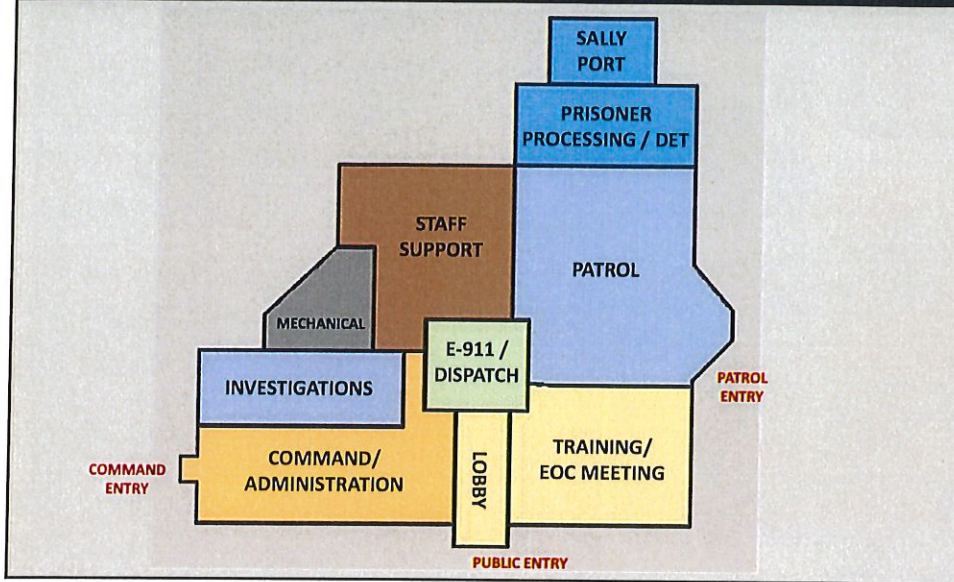 SALLY
PORT
PRISONER
PROCESSING / DET
STAFF
SUPPORT
PATROL
MECHANICAL
E-911 /
DISPATCH
INVESTIGATIONS
PATROL
ENTRY
COMMAND/
ADMINISTRATION
LOBBY
TRAINING/
EOC MEETING
COMMAND
ENTRY
PUBLIC ENTRY